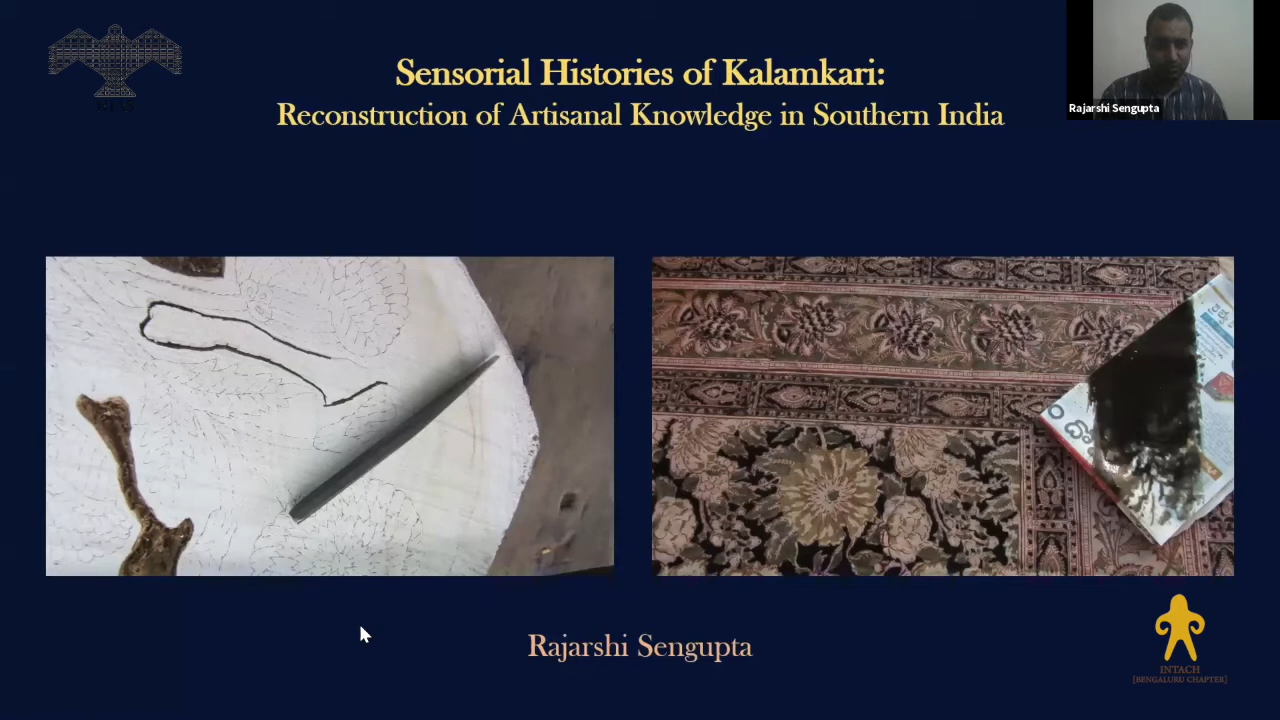 Sensorial Histories of Kalamkari:
Reconstruction of Artisanal Knowledge in Southern India
Rajarshi Sengupta
Rajarshi Sengupta
INTACH
[BENGALURU CHAPTER]